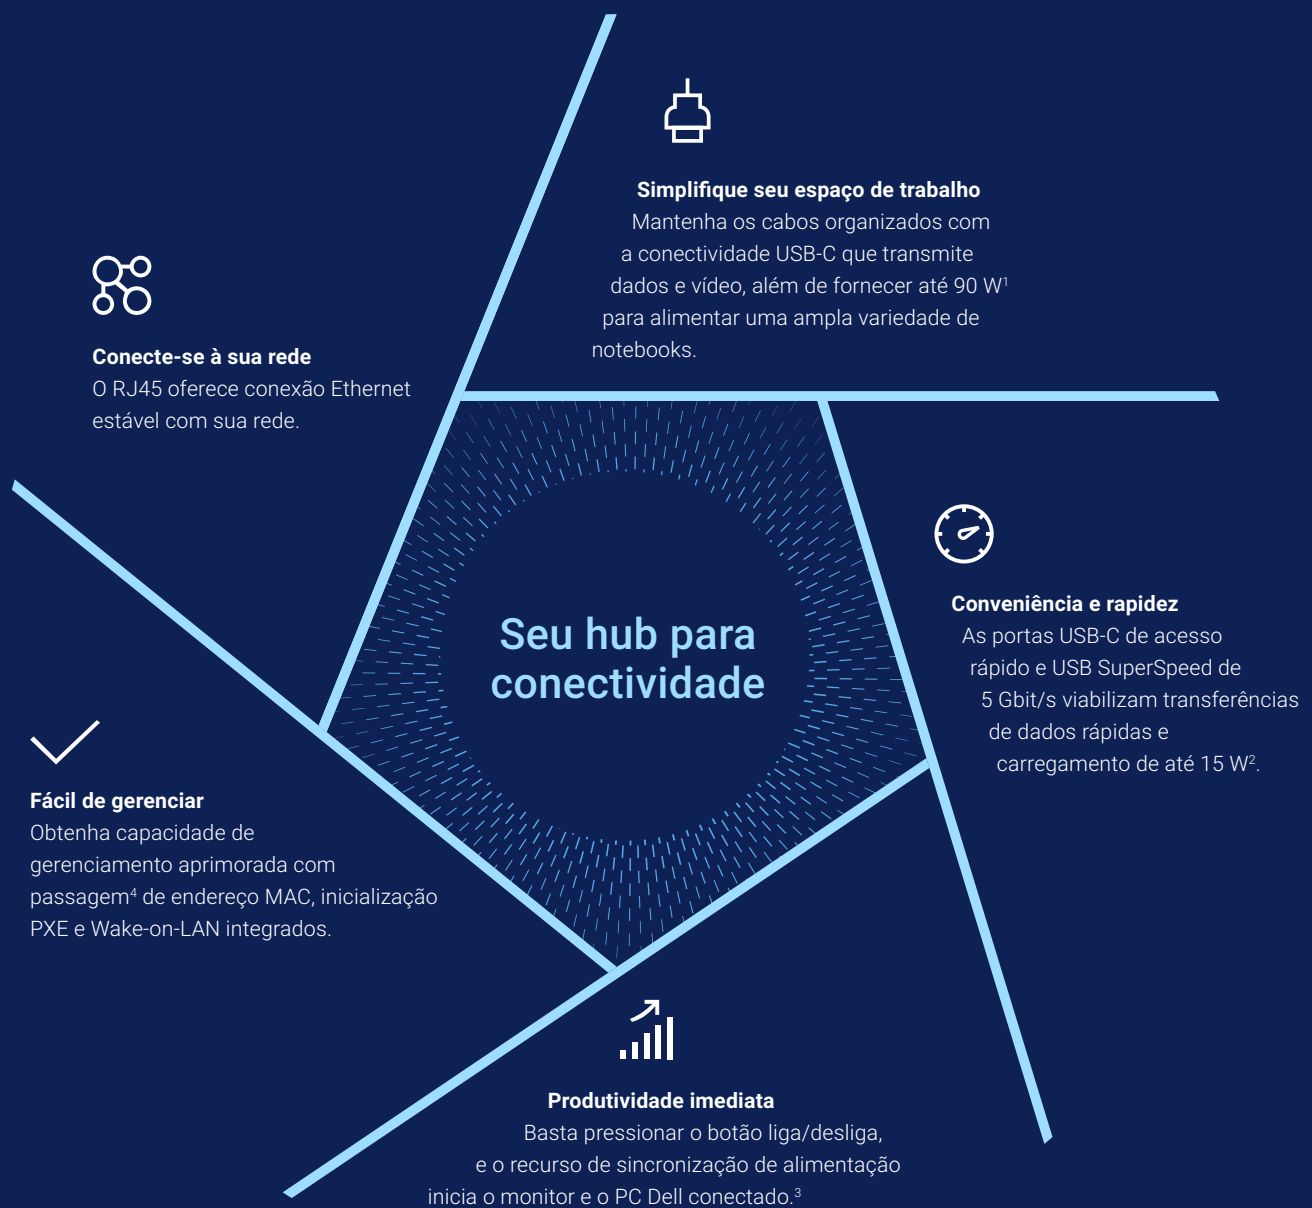 Simplifique seu espaço de trabalho
Mantenha os cabos organizados com
a conectividade USB-C que transmite
dados e vídeo, além de fornecer até 90 W¹
para alimentar uma ampla variedade de
notebooks.
Conecte-se à sua rede
O RJ45 oferece conexão Ethernet
estável com sua rede.
Seu hub para
conectividade
Conveniência e rapidez
As portas USB-C de acesso
rápido e USB SuperSpeed de
5 Gbit/s viabilizam transferências
de dados rápidas e
carregamento de até 15 W².
Fácil de gerenciar
Obtenha capacidade de
gerenciamento aprimorada com
passagem⁴ de endereço MAC, inicialização
PXE e Wake-on-LAN integrados.
Produtividade imediata
Basta pressionar o botão liga/desliga,
e o recurso de sincronização de alimentação
inicia o monitor e o PC Dell conectado.³